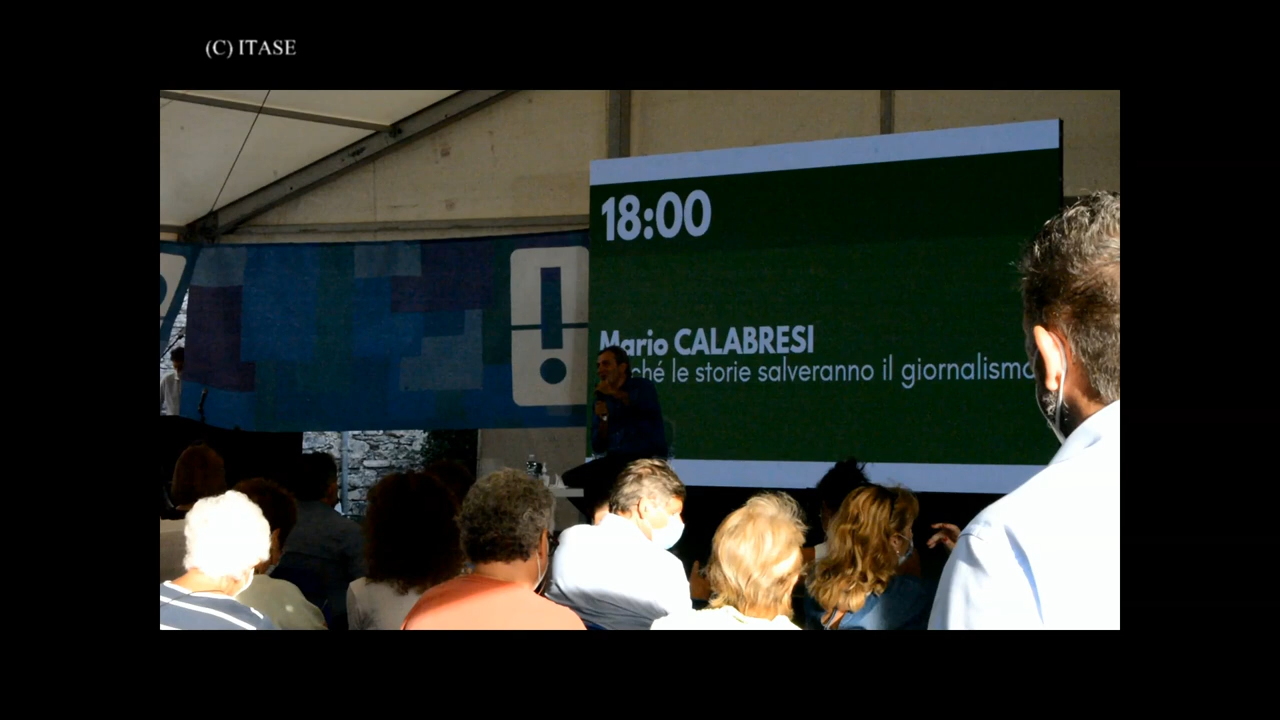 (C) ITASE
18:00
Mario CALABRESI
ché le storie salveranno il giornalismo
!